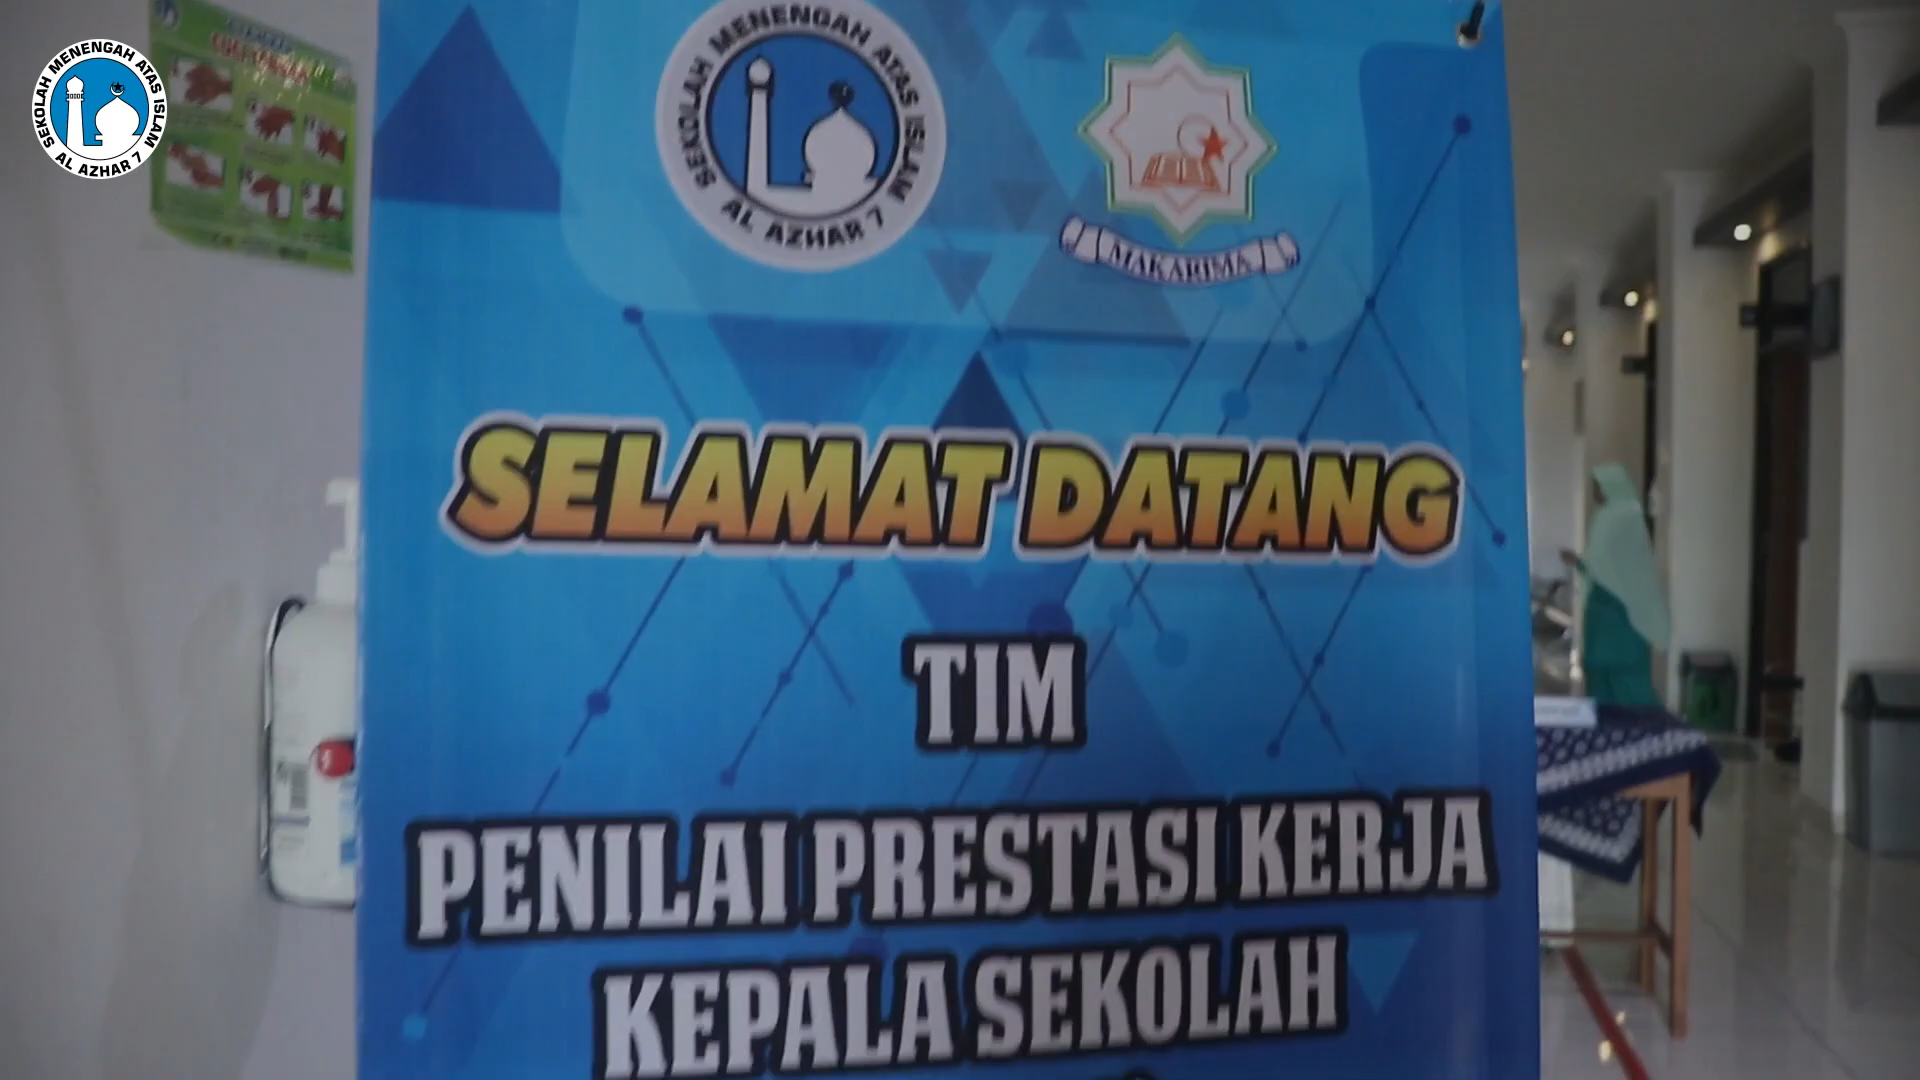 SEKOLAH MENENGAH ATAS ISLAM
AL AZHAR 7
SEKOLAH MENENGAH ATAS ISLAM
AL AZHAR 7
MAKARIMA
SELAMAT DATANG
TIM
PENILAI PRESTASI KERJA
KEPALA SEKOLAH